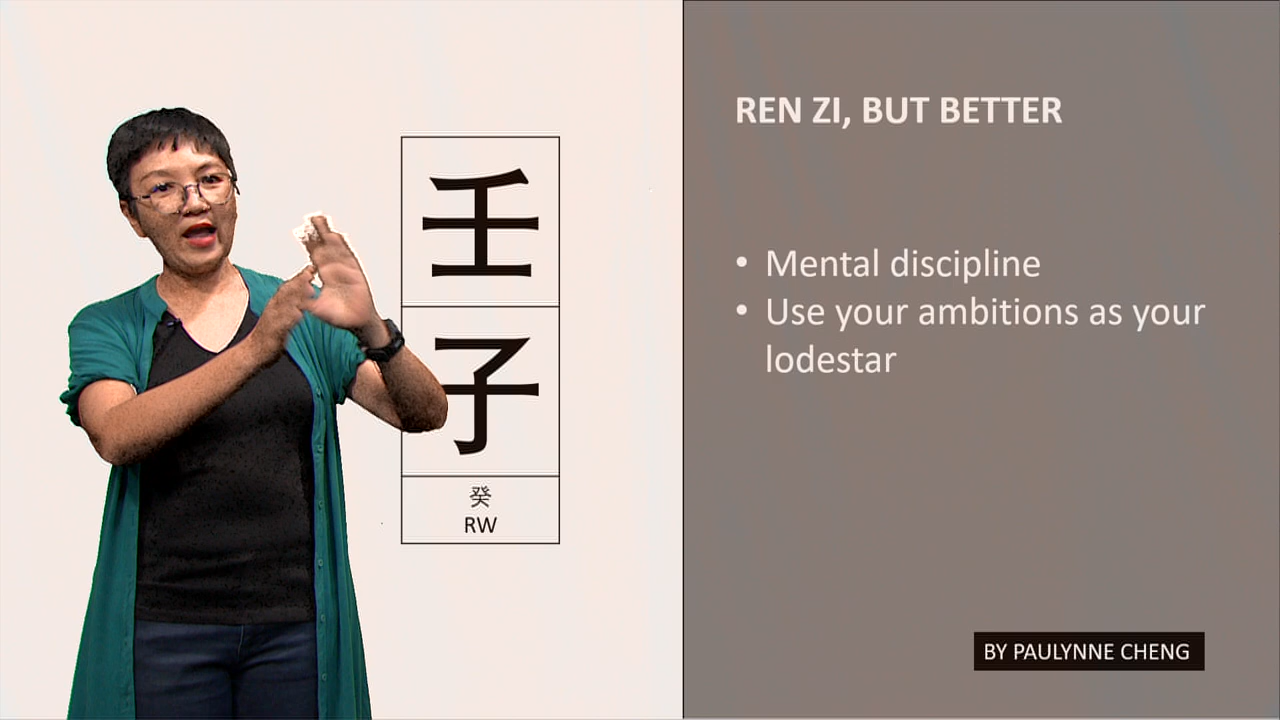 壬
子
癸
RW
REN ZI, BUT BETTER
• Mental discipline
• Use your ambitions as your
lodestar
BY PAULYNNE CHENG